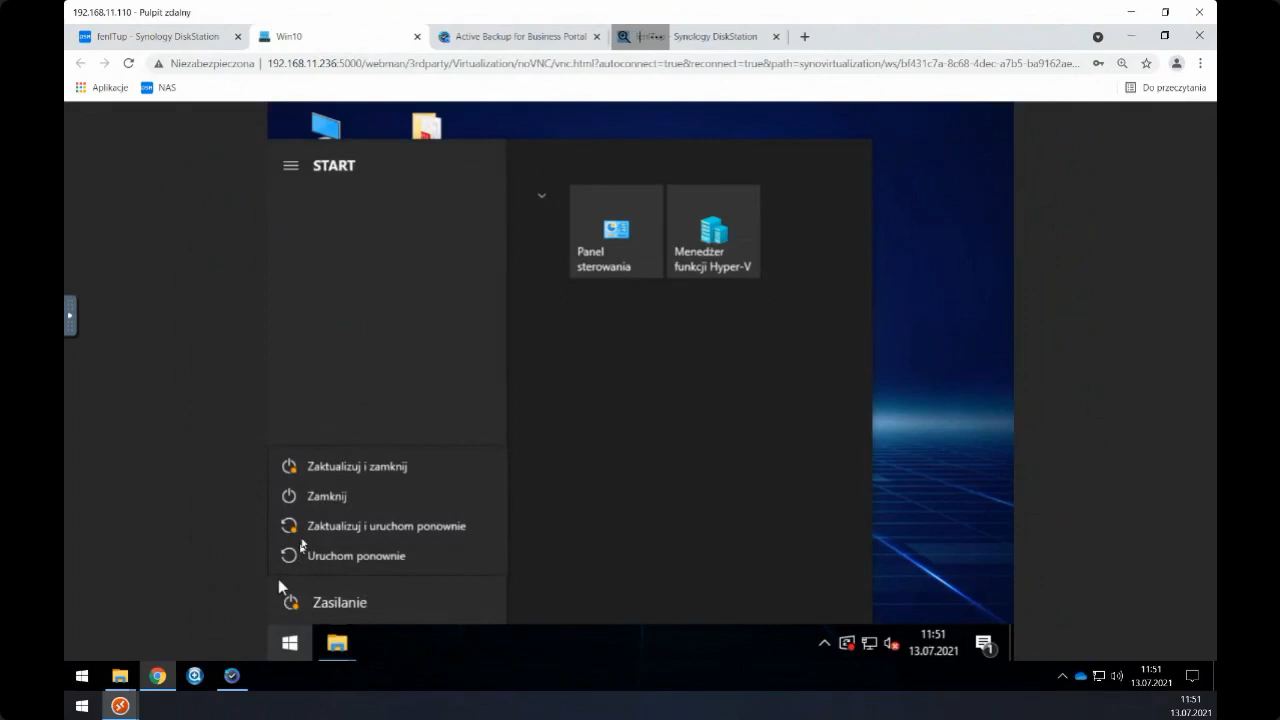 192.168.11.110 - Pulpit zdalny
fenITup - Synology DiskStation
Win10
Active Backup for Business Portal
Synology DiskStation
Niezabezpieczona
192.168.11.236:5000/webman/3rdparty/Virtualization/noVNC/vnc.html?autoconnect=true&reconnect=true&path=synovirtualization/ws/bf431c7a-8c68-4dec-a7b5-ba9162ae...
Aplikacje
DSM
NAS
Do przeczytania
START
Panel
sterowania
Menedżer
funkcji Hyper-V
Zaktualizuj i zamknij
Zamknij
Zaktualizuj i uruchom ponownie
Uruchom ponownie
Zasilanie
11:51
13.07.2021
1
11:51
13.07.2021
11:51
13.07.2021